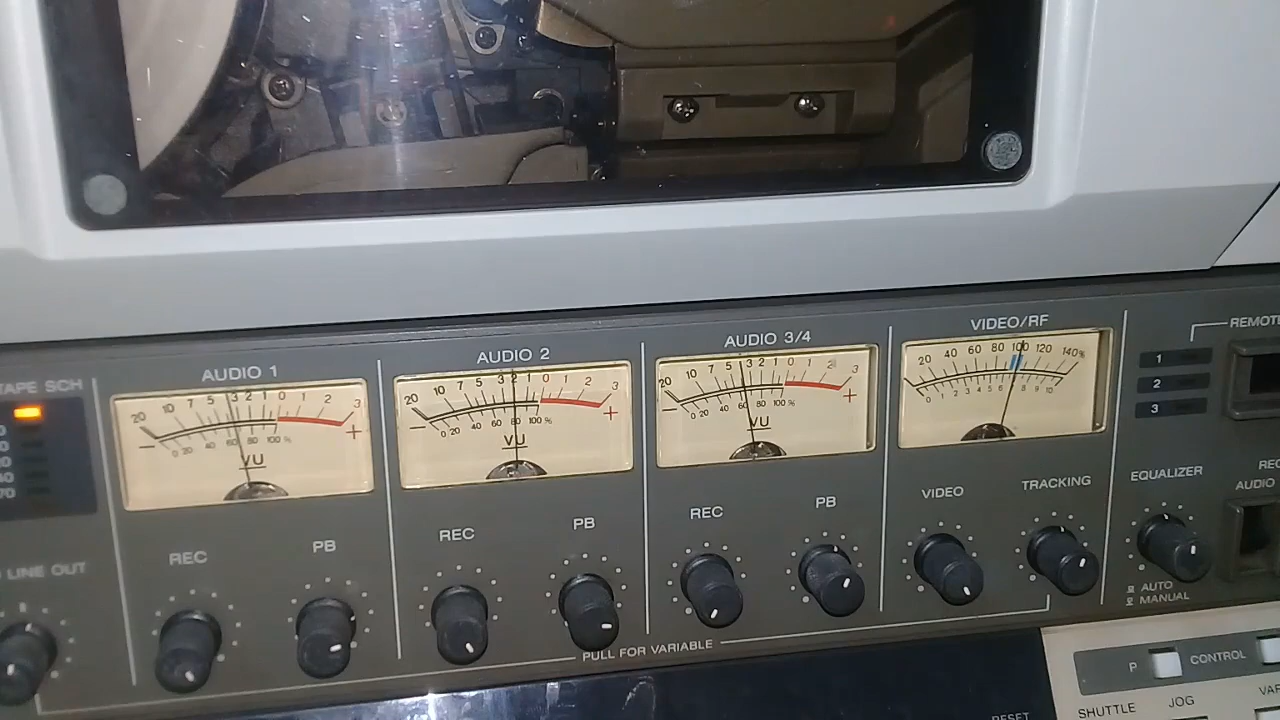 TAPE SCH
AUDIO 1
20 10 7 5 3 2 1 0 1 2 3
− +
0 20 40 60 80 100 %
VU
REC
PB
AUDIO 2
20 10 7 5 3 2 1 0 1 2 3
− +
0 20 40 60 80 100 %
VU
REC
PB
AUDIO 3/4
20 10 7 5 3 2 1 0 1 2 3
− +
0 20 40 60 80 100 %
VU
REC
PB
VIDEO/RF
20 40 60 80 100 120 140%
0 1 2 3 4 5 6 8 10
VIDEO
TRACKING
1
2
3
EQUALIZER
AUDIO
LINE OUT
AUTO
MANUAL
PULL FOR VARIABLE
P
CONTROL
SHUTTLE
JOG
RESET